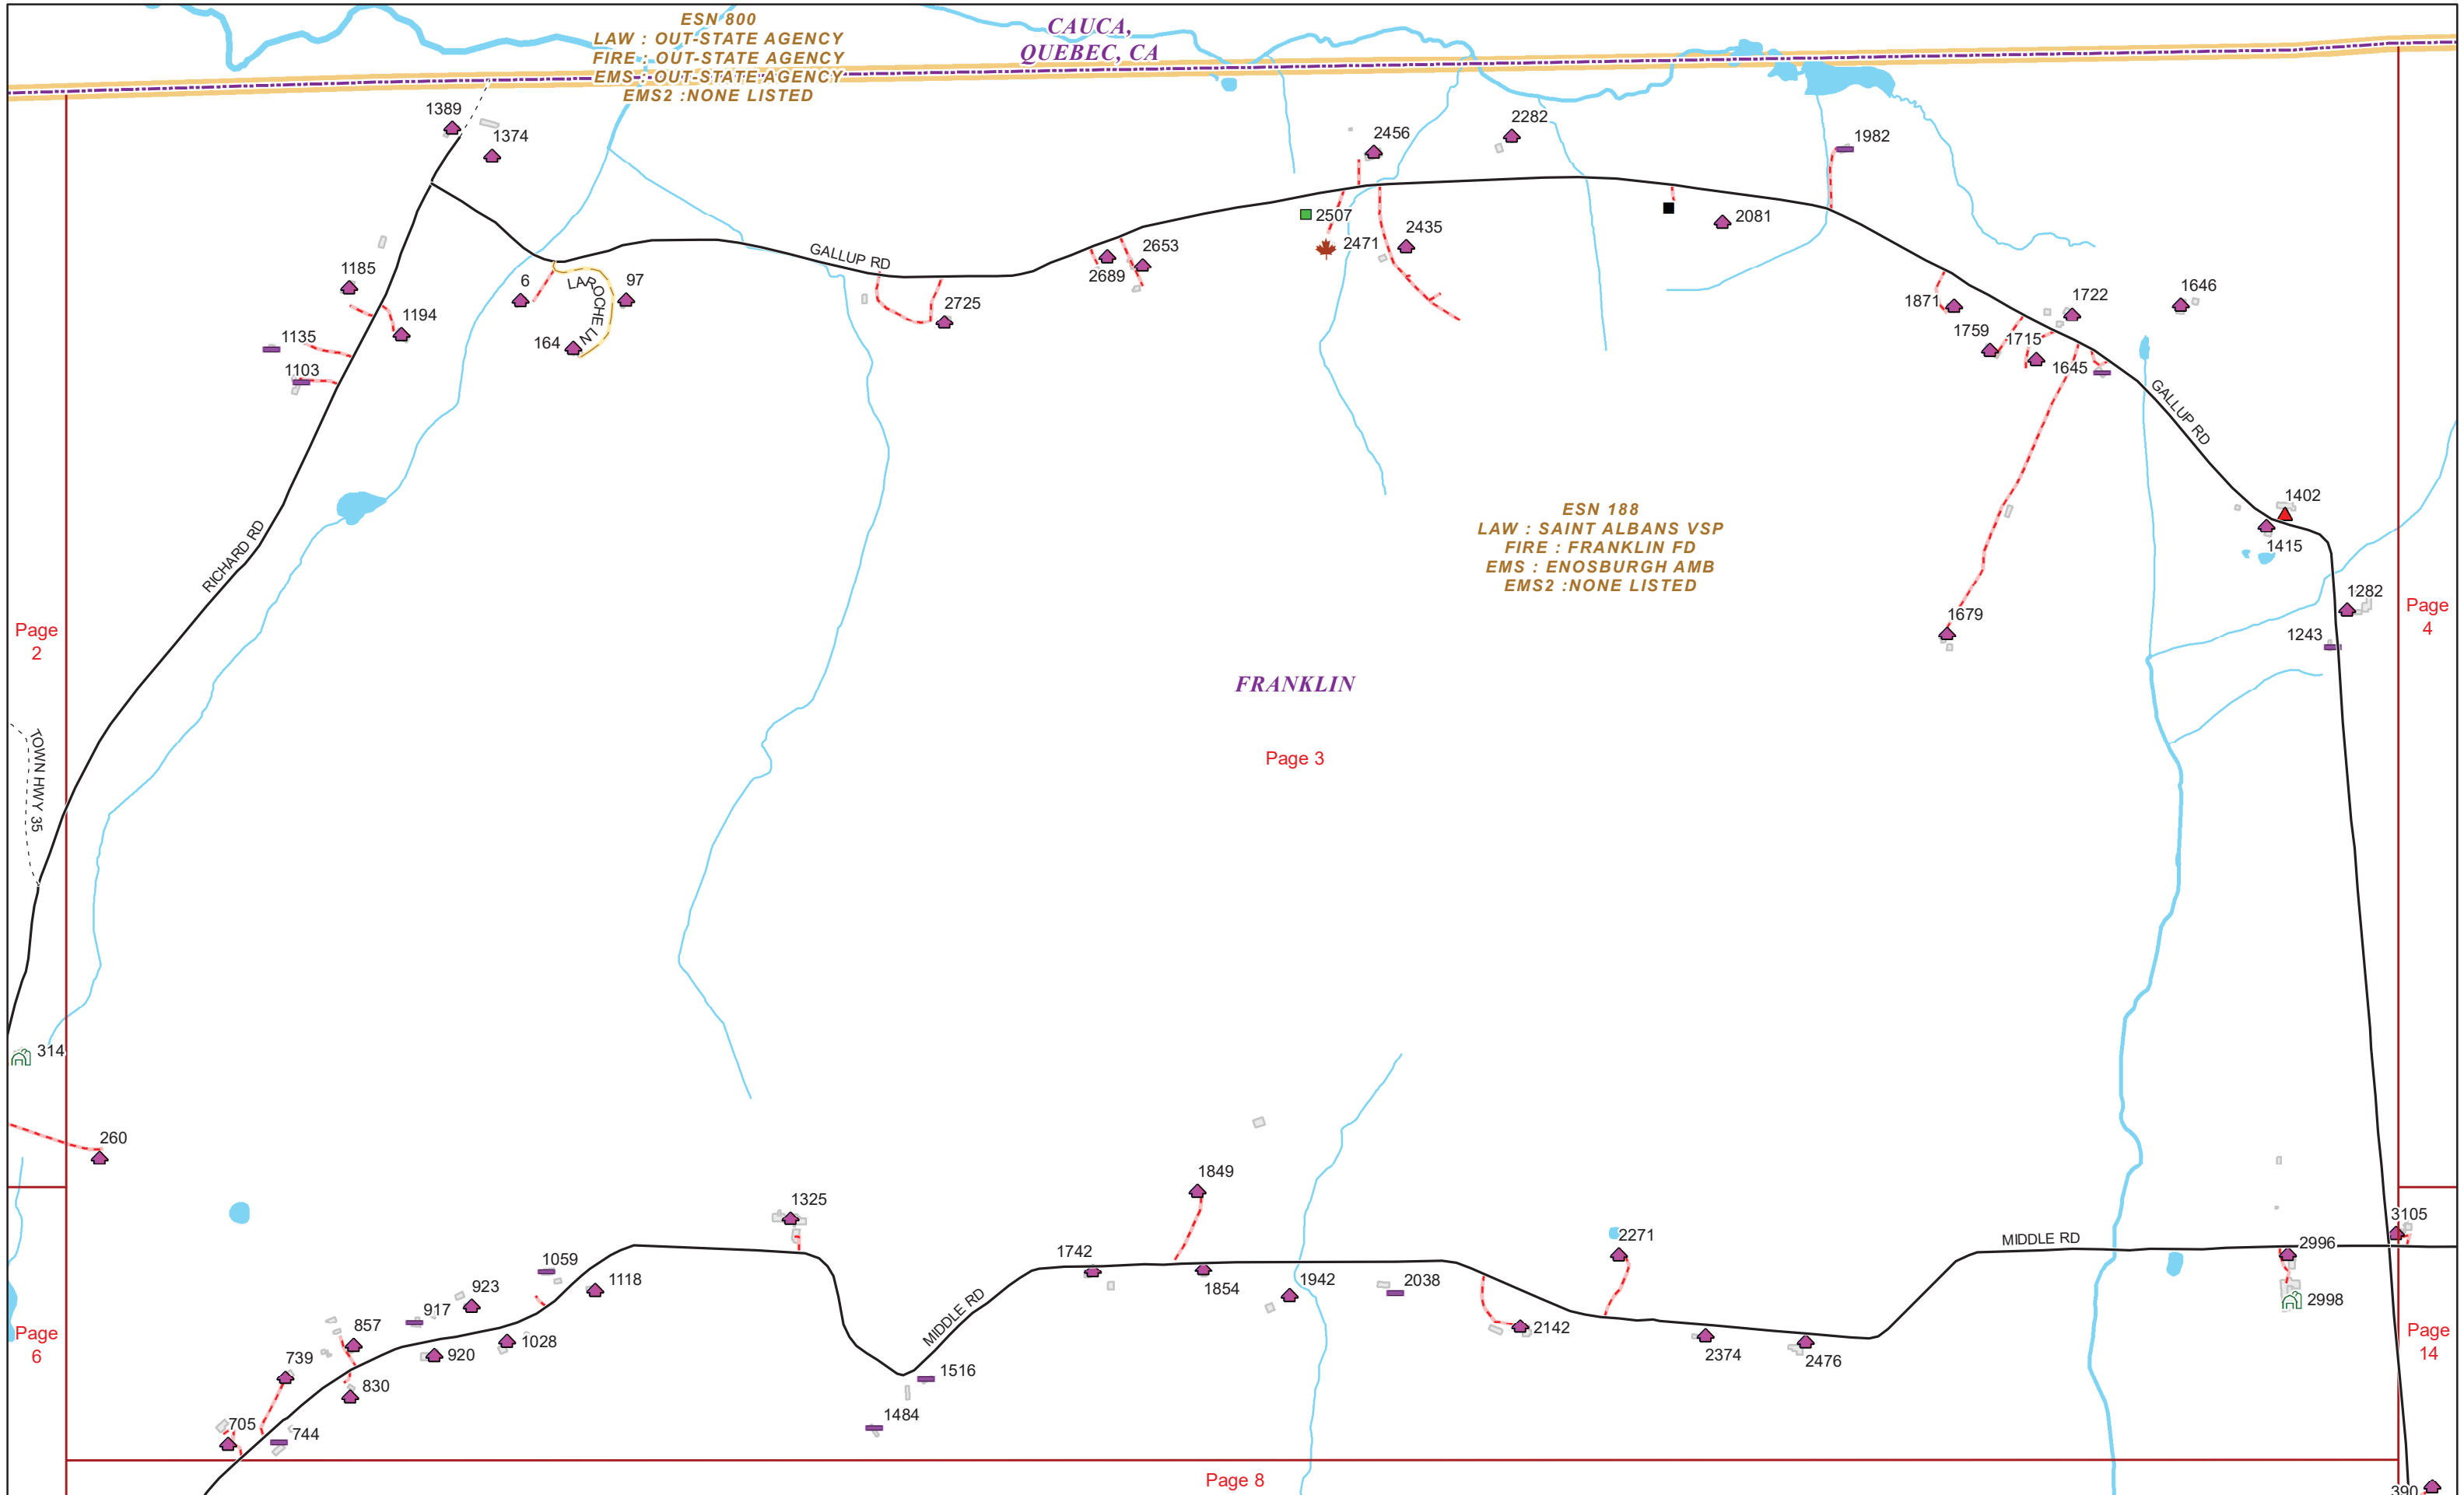 ESN 800
LAW : OUT-STATE AGENCY
FIRE : OUT-STATE AGENCY
EMS : OUT-STATE AGENCY
EMS2 :NONE LISTED
CAUCA,
QUEBEC, CA
1389
1374
2456
2282
1982
2507
2471
2435
2081
GALLUP RD
2653
2689
1185
1194
1135
1103
6
97
164
LAROCHE LN
2725
1871
1722
1646
1759
1715
1645
GALLUP RD
1402
1415
ESN 188
LAW : SAINT ALBANS VSP
FIRE : FRANKLIN FD
EMS : ENOSBURGH AMB
EMS2 :NONE LISTED
RICHARD RD
1282
1243
1679
Page
2
Page
4
FRANKLIN
Page 3
TOWN HWY 35
314
260
1849
1325
1742
1854
1942
2038
2271
MIDDLE RD
3105
2996
2998
1059
1118
923
917
857
920
1028
739
830
705
744
MIDDLE RD
1516
1484
2142
2374
2476
Page
6
Page
14
Page 8
390